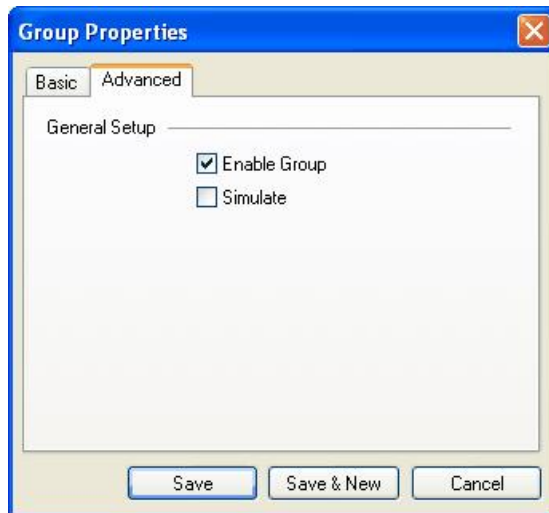 Group Properties
Basic Advanced
General Setup
Enable Group
Simulate
Save Save & New Cancel